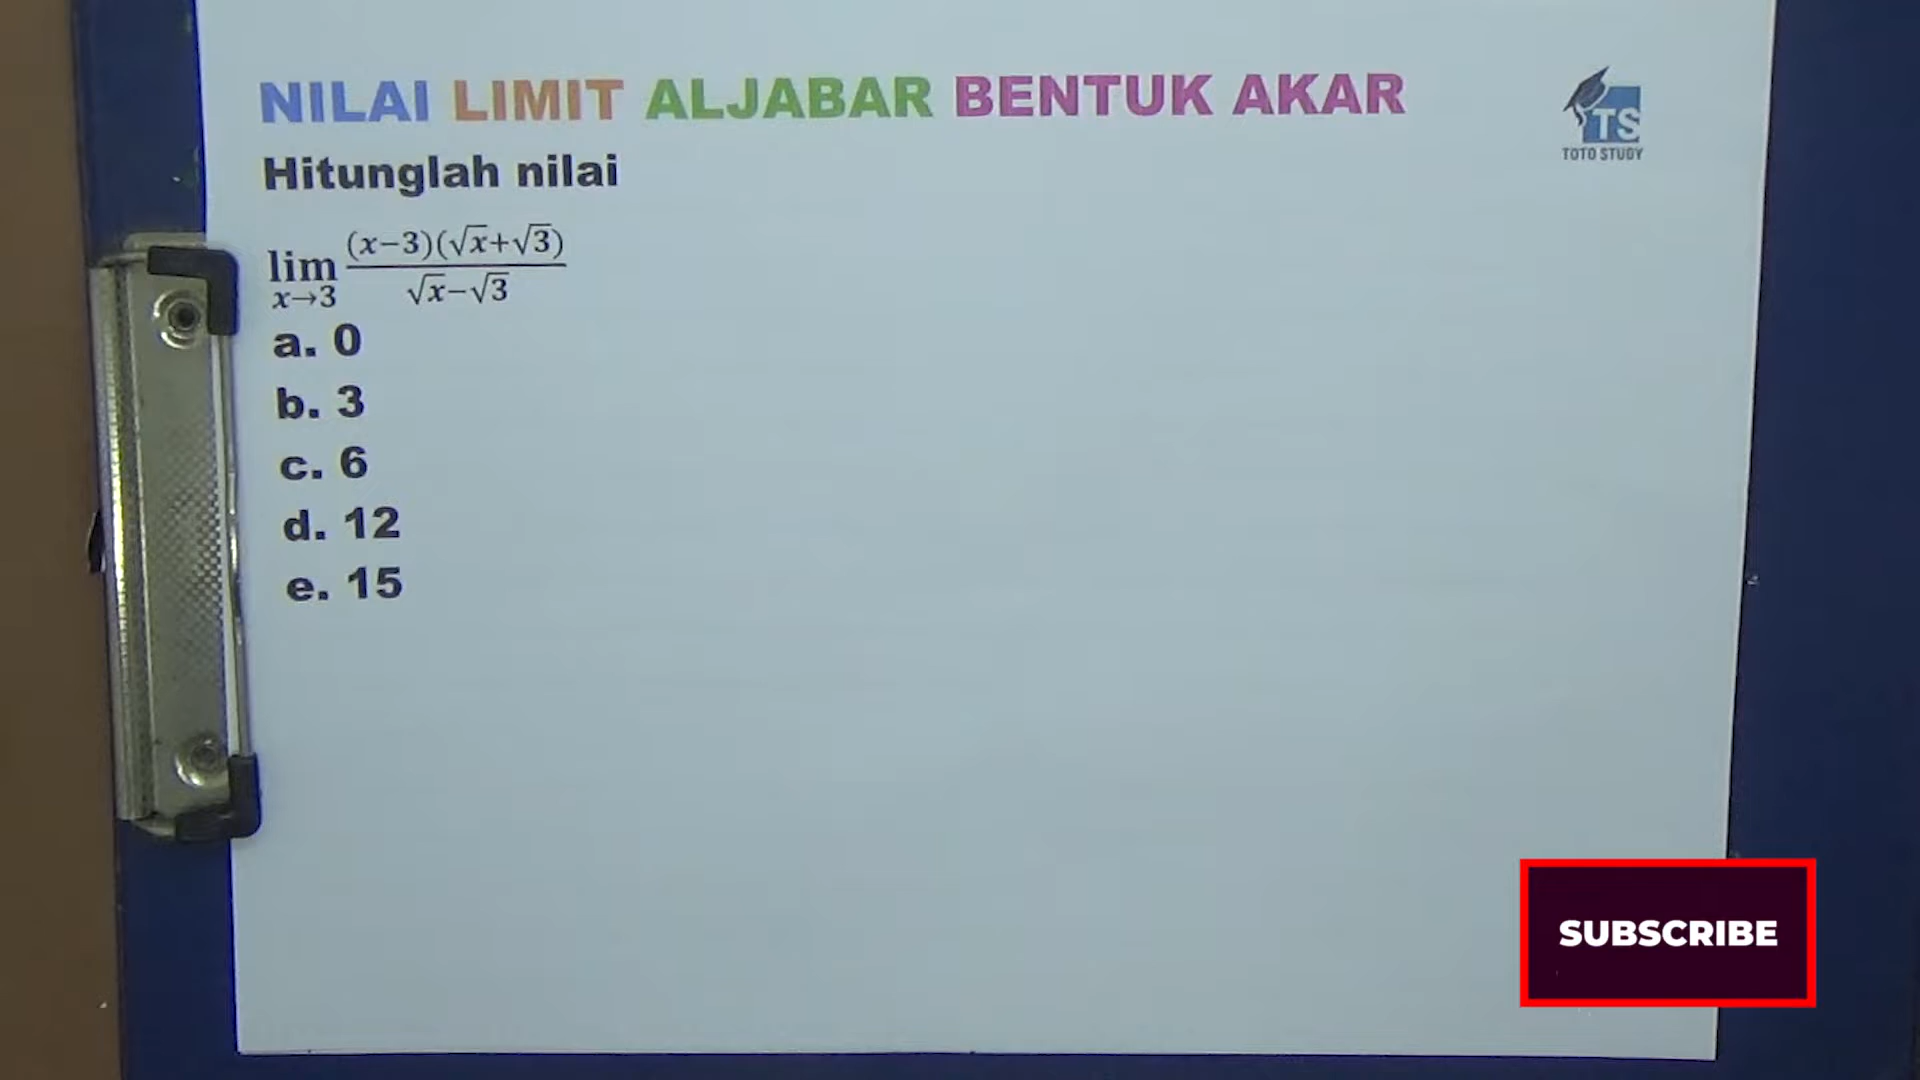 NILAI LIMIT ALJABAR BENTUK AKAR
TS
TOTO STUDY
Hitunglah nilai
lim x→3 (x−3)(√x+√3) / √x−√3
a. 0
b. 3
c. 6
d. 12
e. 15
SUBSCRIBE